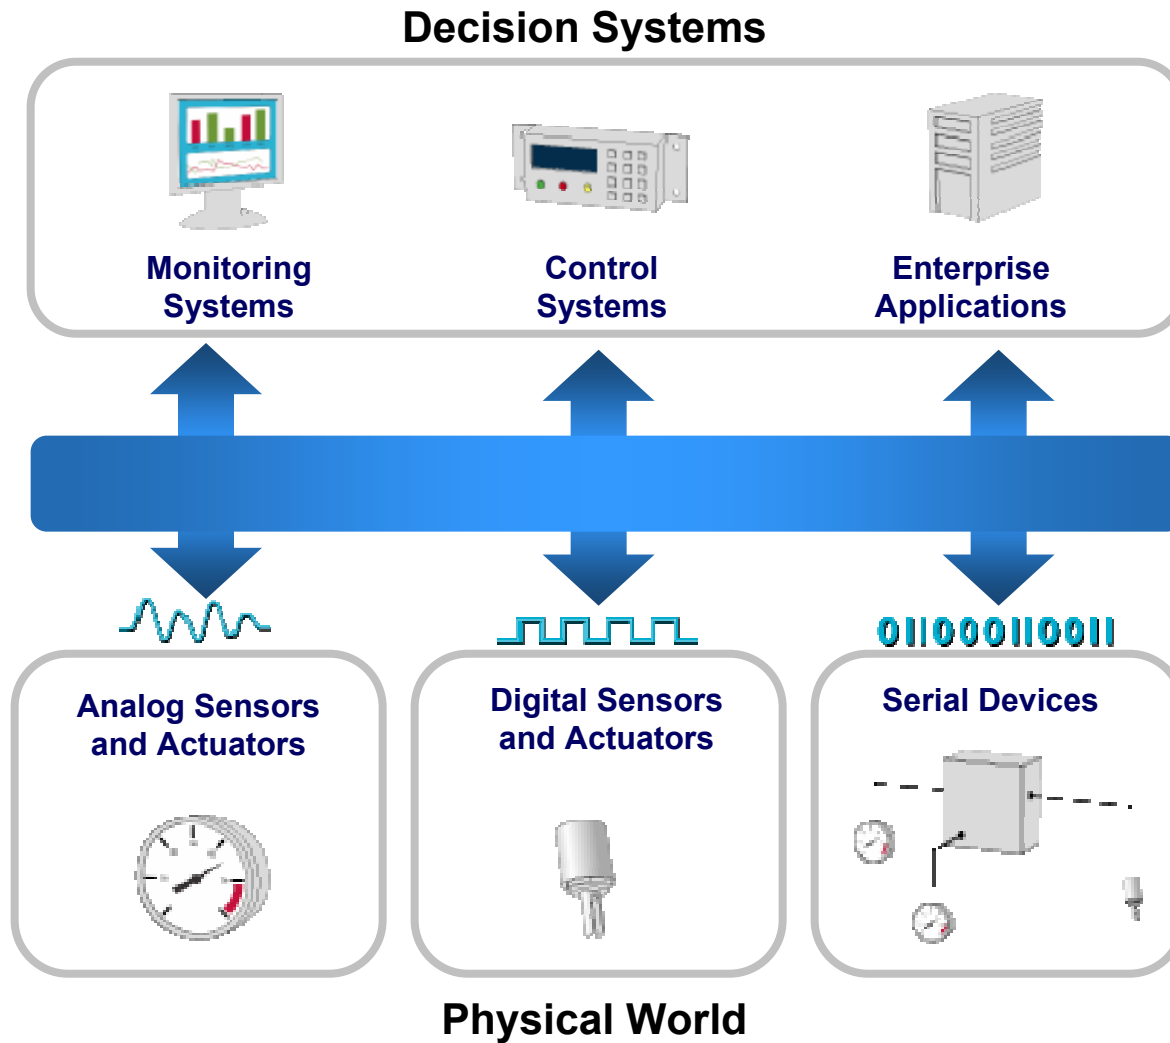 Decision Systems
Monitoring
Systems
Control
Systems
Enterprise
Applications
011000110011
Analog Sensors
and Actuators
Digital Sensors
and Actuators
Serial Devices
Physical World